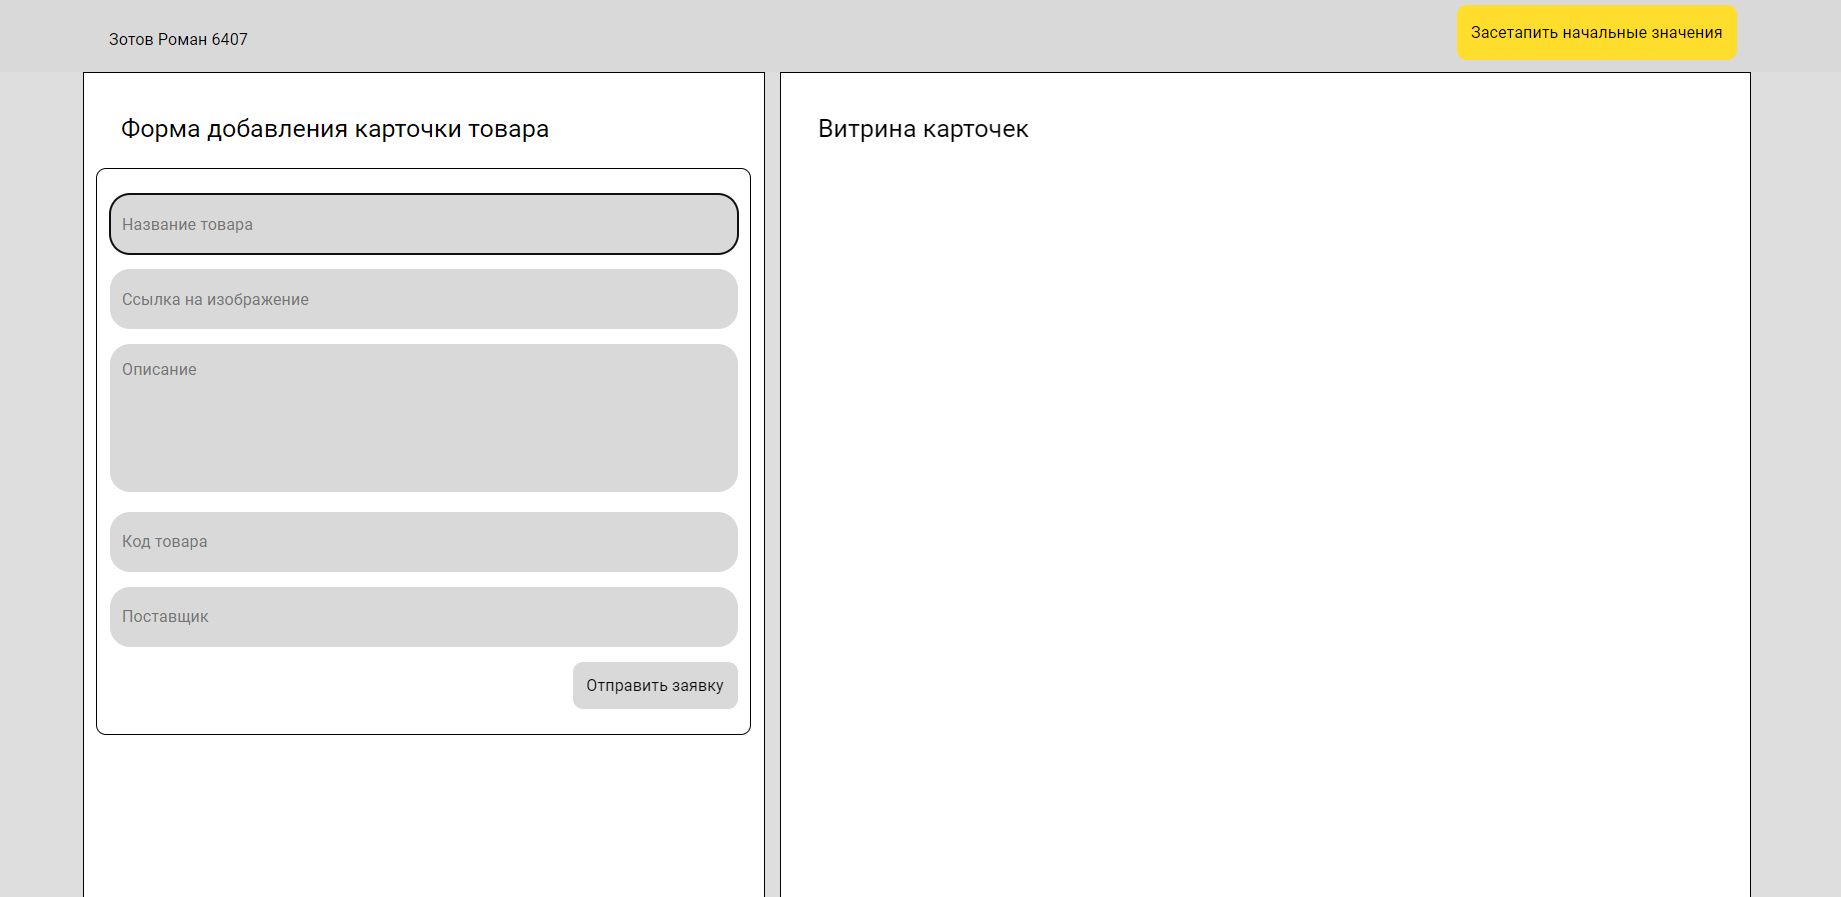 Зотов Роман 6407
Засетапить начальные значения
Форма добавления карточки товара
Название товара
Ссылка на изображение
Описание
Код товара
Поставщик
Отправить заявку
Витрина карточек